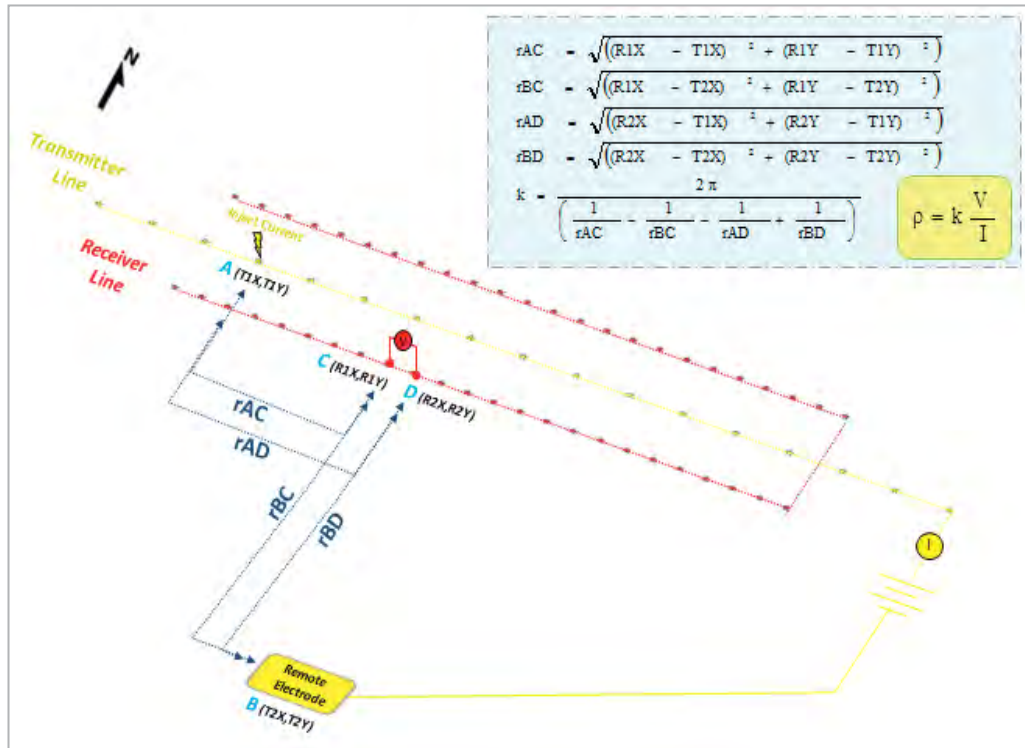 N
rAC = √((R1X − T1X)² + (R1Y − T1Y)²)
rBC = √((R1X − T2X)² + (R1Y − T2Y)²)
rAD = √((R2X − T1X)² + (R2Y − T1Y)²)
rBD = √((R2X − T2X)² + (R2Y − T2Y)²)
k = 2 π / (1/rAC − 1/rBC − 1/rAD + 1/rBD)
ρ = k V/I
Transmitter
Line
Inject Current
Receiver
Line
A (T1X,T1Y)
V
C (R1X,R1Y)
D (R2X,R2Y)
rAC
rAD
rBC
rBD
I
Remote
Electrode
B (T2X,T2Y)